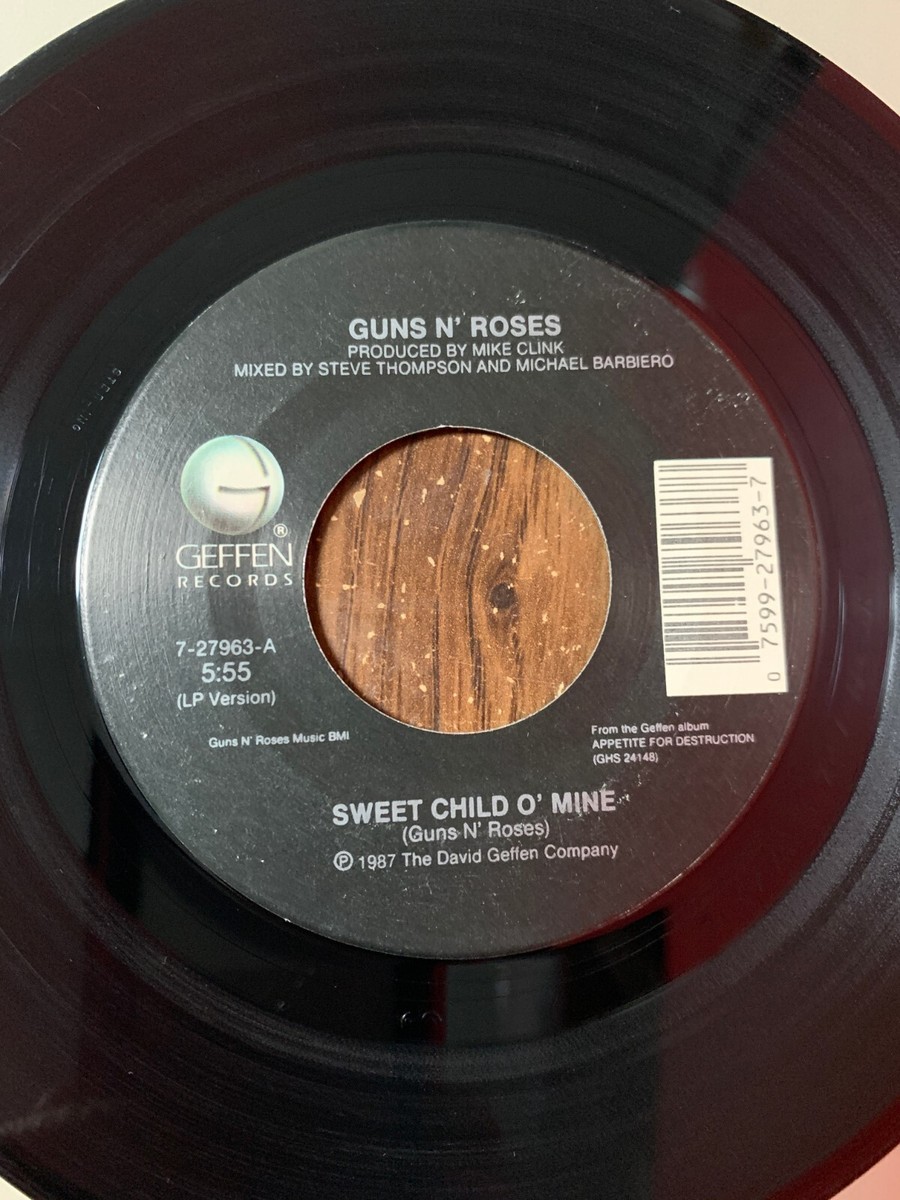 GUNS N' ROSES
PRODUCED BY MIKE CLINK
MIXED BY STEVE THOMPSON AND MICHAEL BARBIERO
GEFFEN®
RECORDS
7-27963-A
5:55
(LP Version)
0 7599-27963-7
Guns N' Roses Music BMI
From the Geffen album
APPETITE FOR DESTRUCTION
(GHS 24148)
SWEET CHILD O' MINE
(Guns N' Roses)
℗ 1987 The David Geffen Company